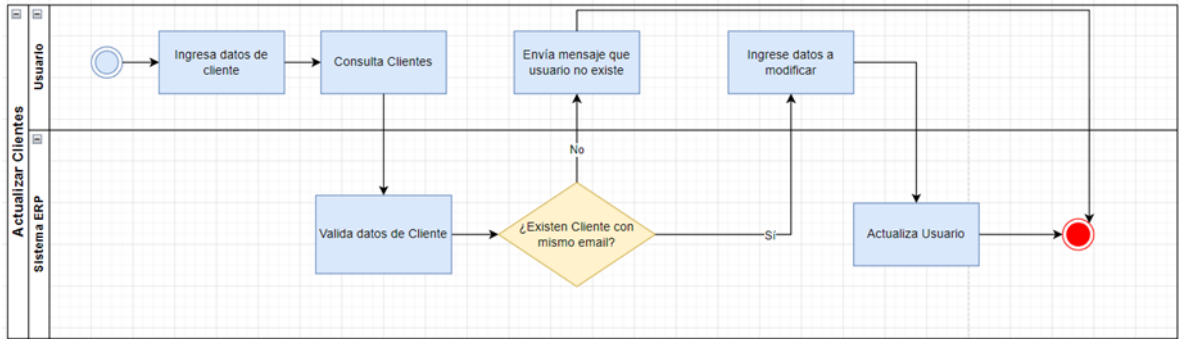 Actualizar Clientes
Usuario
Ingresa datos de
cliente
Consulta Clientes
Envía mensaje que
usuario no existe
Ingrese datos a
modificar
No
Sistema ERP
Valida datos de Cliente
¿Existen Cliente con
mismo email?
Sí
Actualiza Usuario